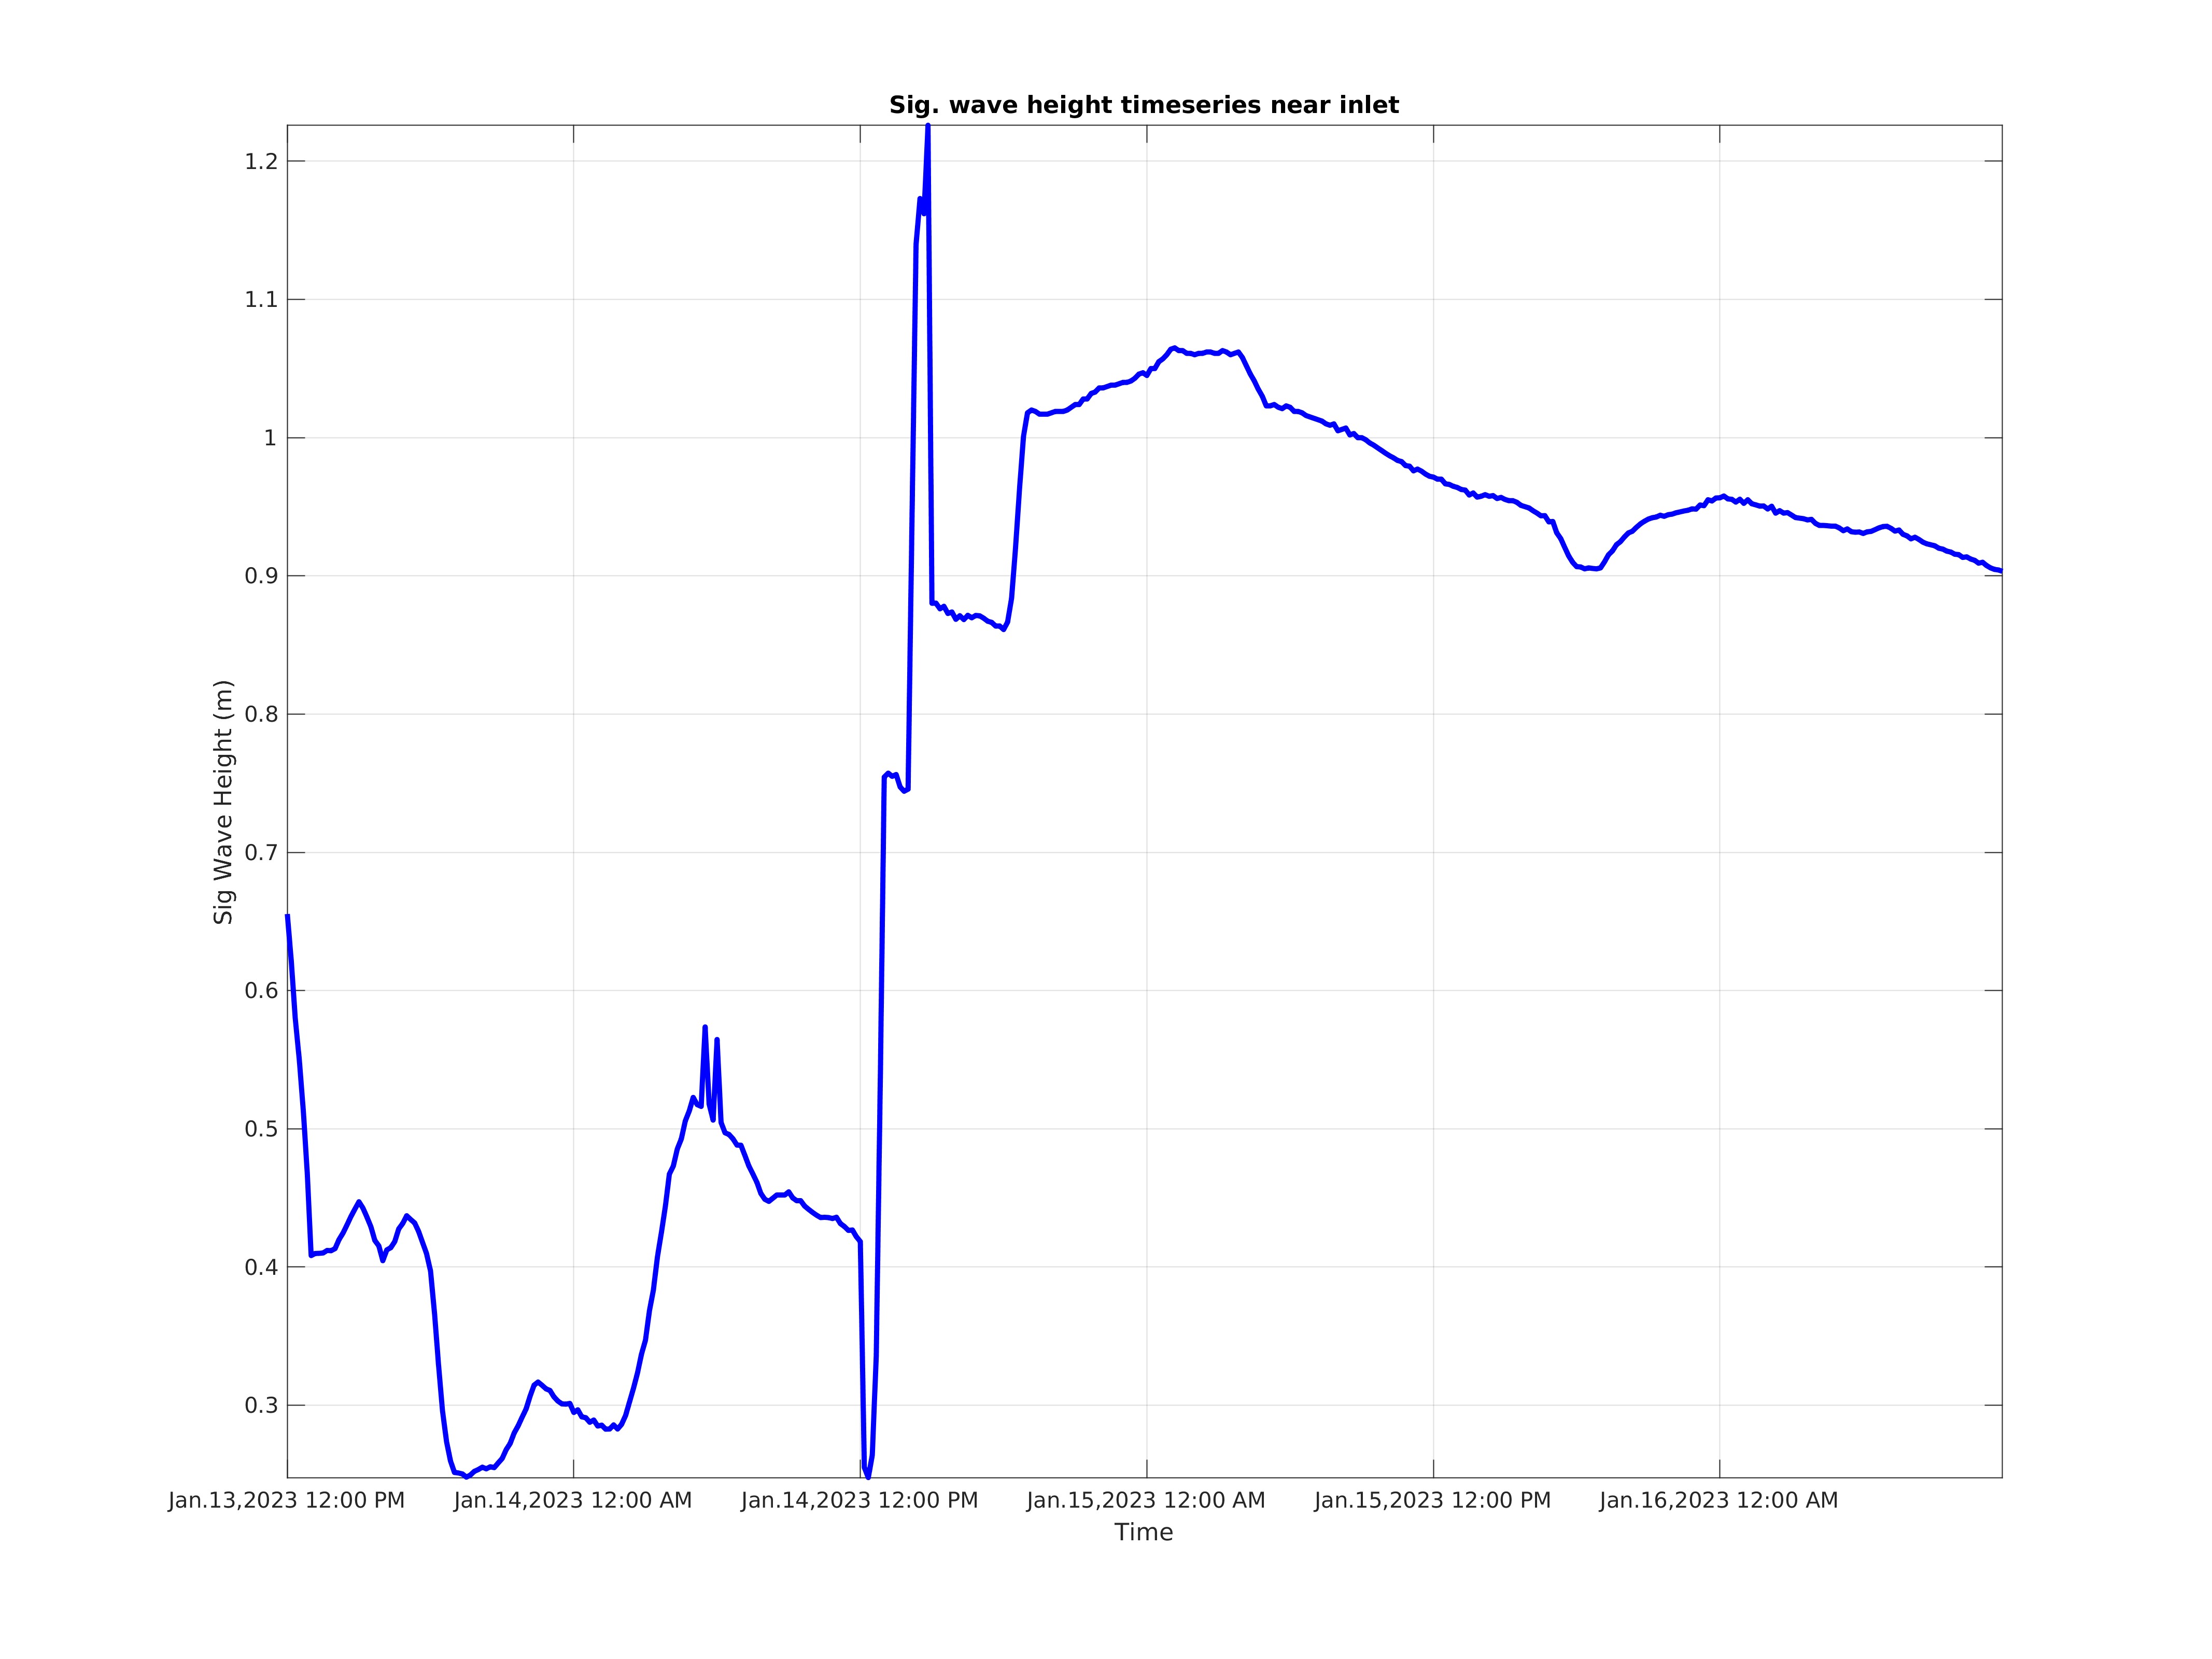 Sig. wave height timeseries near inlet
1.2
1.1
1
0.9
0.8
0.7
0.6
0.5
0.4
0.3
Sig Wave Height (m)
Jan.13,2023 12:00 PM Jan.14,2023 12:00 AM Jan.14,2023 12:00 PM Jan.15,2023 12:00 AM Jan.15,2023 12:00 PM Jan.16,2023 12:00 AM
Time